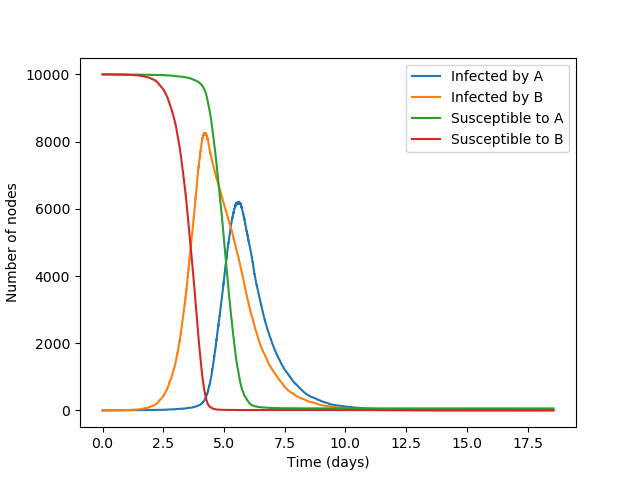 Infected by A
Infected by B
Susceptible to A
Susceptible to B
10000
8000
6000
4000
2000
0
Number of nodes
0.0 2.5 5.0 7.5 10.0 12.5 15.0 17.5
Time (days)